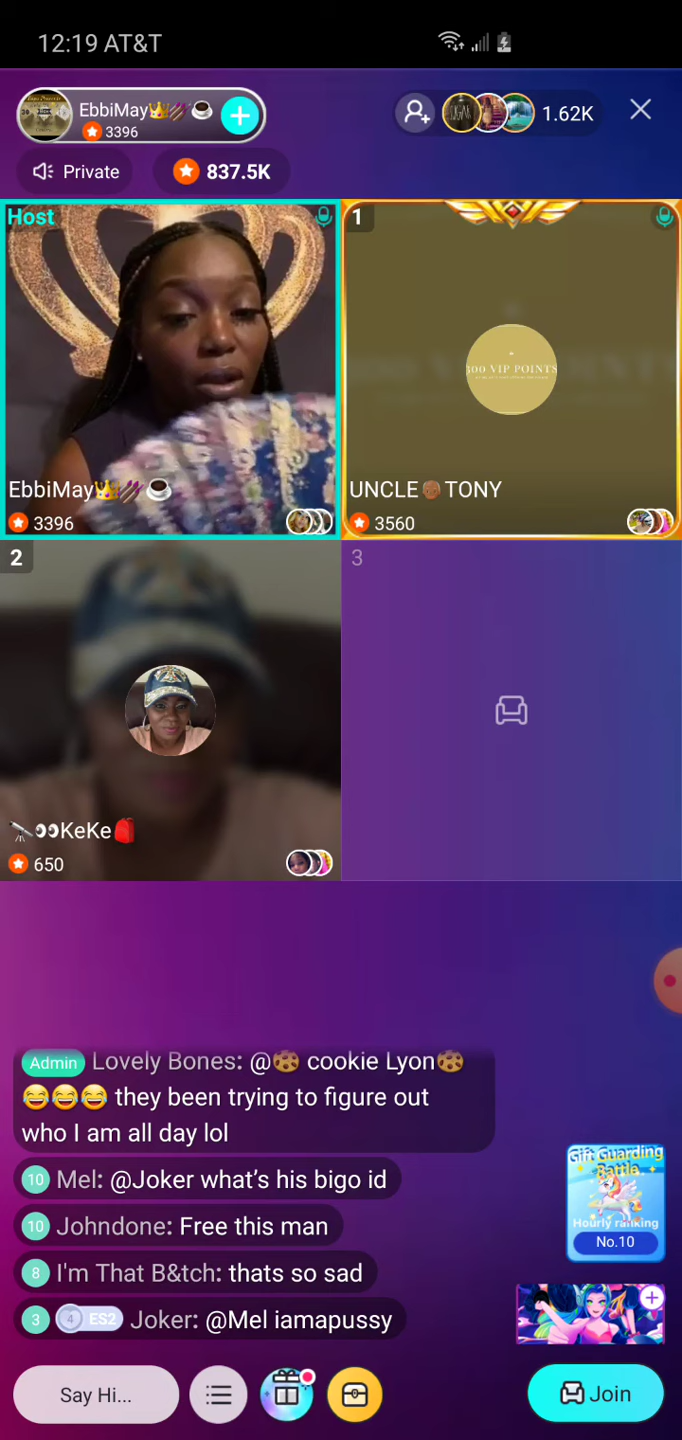 12:19 AT&T
EbbiMay👑💅🏾☕
3396
1.62K
Private
837.5K
Host
1
300 VIP POINTS
EbbiMay👑💅🏾☕
3396
UNCLE👴🏾TONY
3560
2
3
🔭👀KeKe🎒
650
Admin Lovely Bones: @🍪 cookie Lyon🍪
😂😂😂 they been trying to figure out
who I am all day lol
10 Mel: @Joker what's his bigo id
10 Johndone: Free this man
8 I'm That B&tch: thats so sad
3 4 ES2 Joker: @Mel iamapussy
Gift Guarding
Battle
Hourly ranking
No.10
Say Hi...
Join